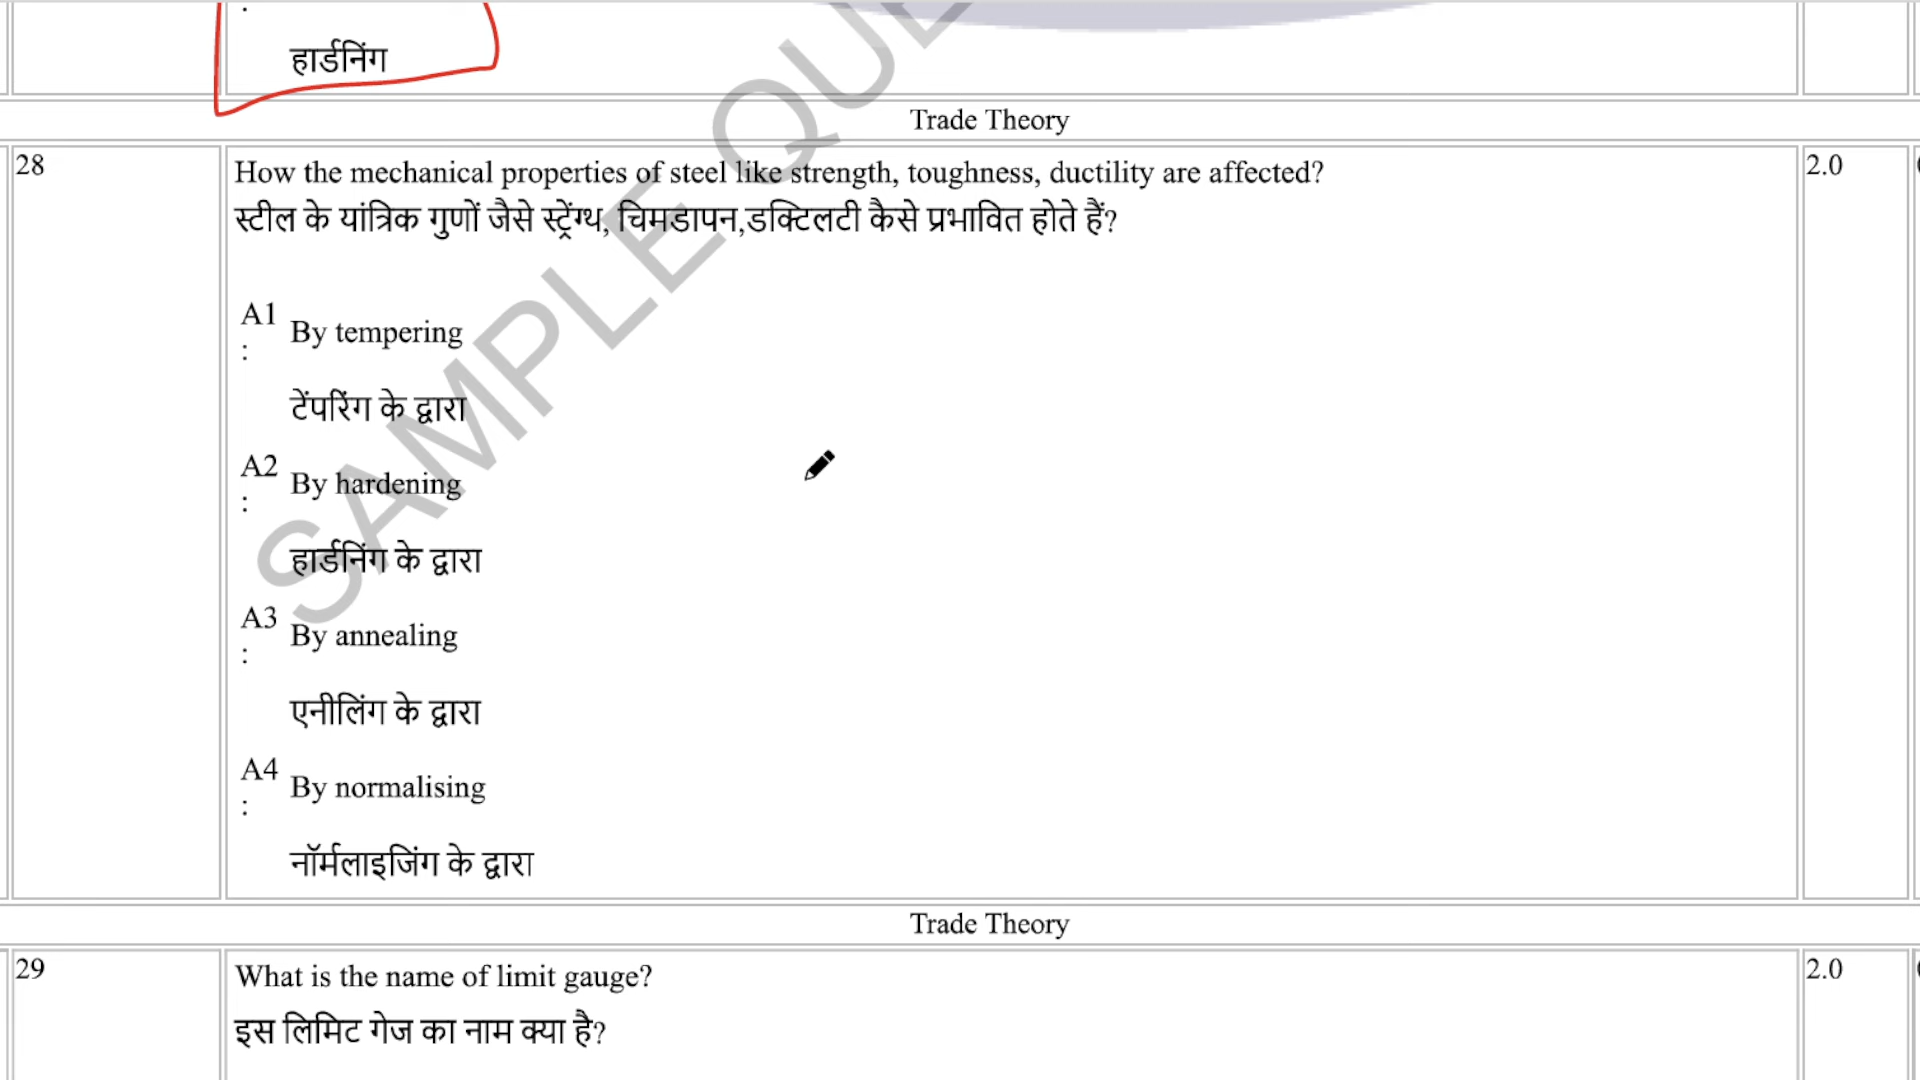 :
हार्डनिंग
Trade Theory
28
How the mechanical properties of steel like strength, toughness, ductility are affected?
2.0
स्टील के यांत्रिक गुणों जैसे स्ट्रेंग्थ, चिमडापन,डक्टिलटी कैसे प्रभावित होते हैं?
A1
:
By tempering
टेंपरिंग के द्वारा
A2
:
By hardening
हार्डनिंग के द्वारा
A3
:
By annealing
एनीलिंग के द्वारा
A4
:
By normalising
नॉर्मलाइजिंग के द्वारा
SAMPLE
Trade Theory
29
What is the name of limit gauge?
2.0
इस लिमिट गेज का नाम क्या है?